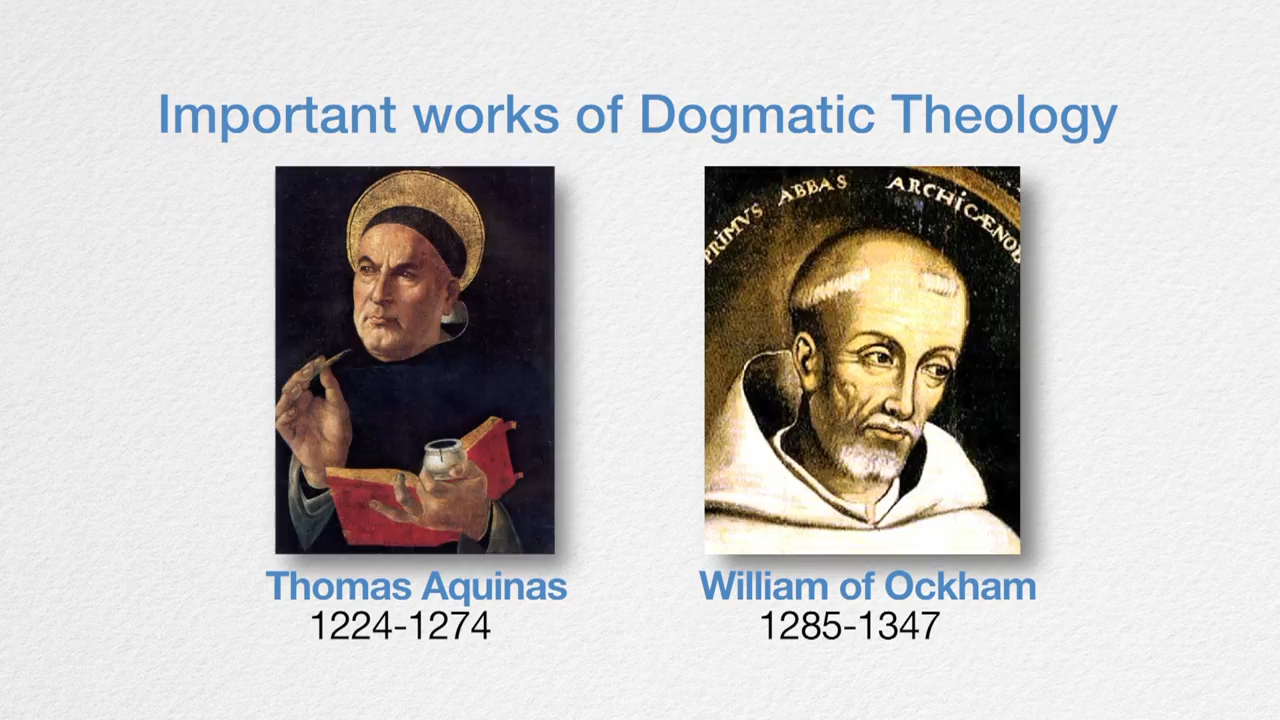 Important works of Dogmatic Theology
PRIMVS ABBAS ARCHICÆNOB
Thomas Aquinas
1224-1274
William of Ockham
1285-1347